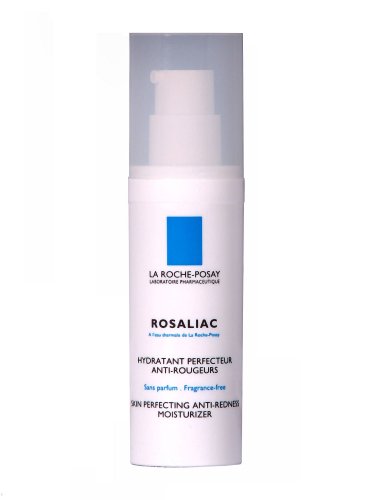 LA ROCHE-POSAY
LABORATOIRE PHARMACEUTIQUE
ROSALIAC
A l'eau thermale de La Roche-Posay
HYDRATANT PERFECTEUR
ANTI-ROUGEURS
Sans parfum . Fragrance-free
SKIN PERFECTING ANTI-REDNESS
MOISTURIZER